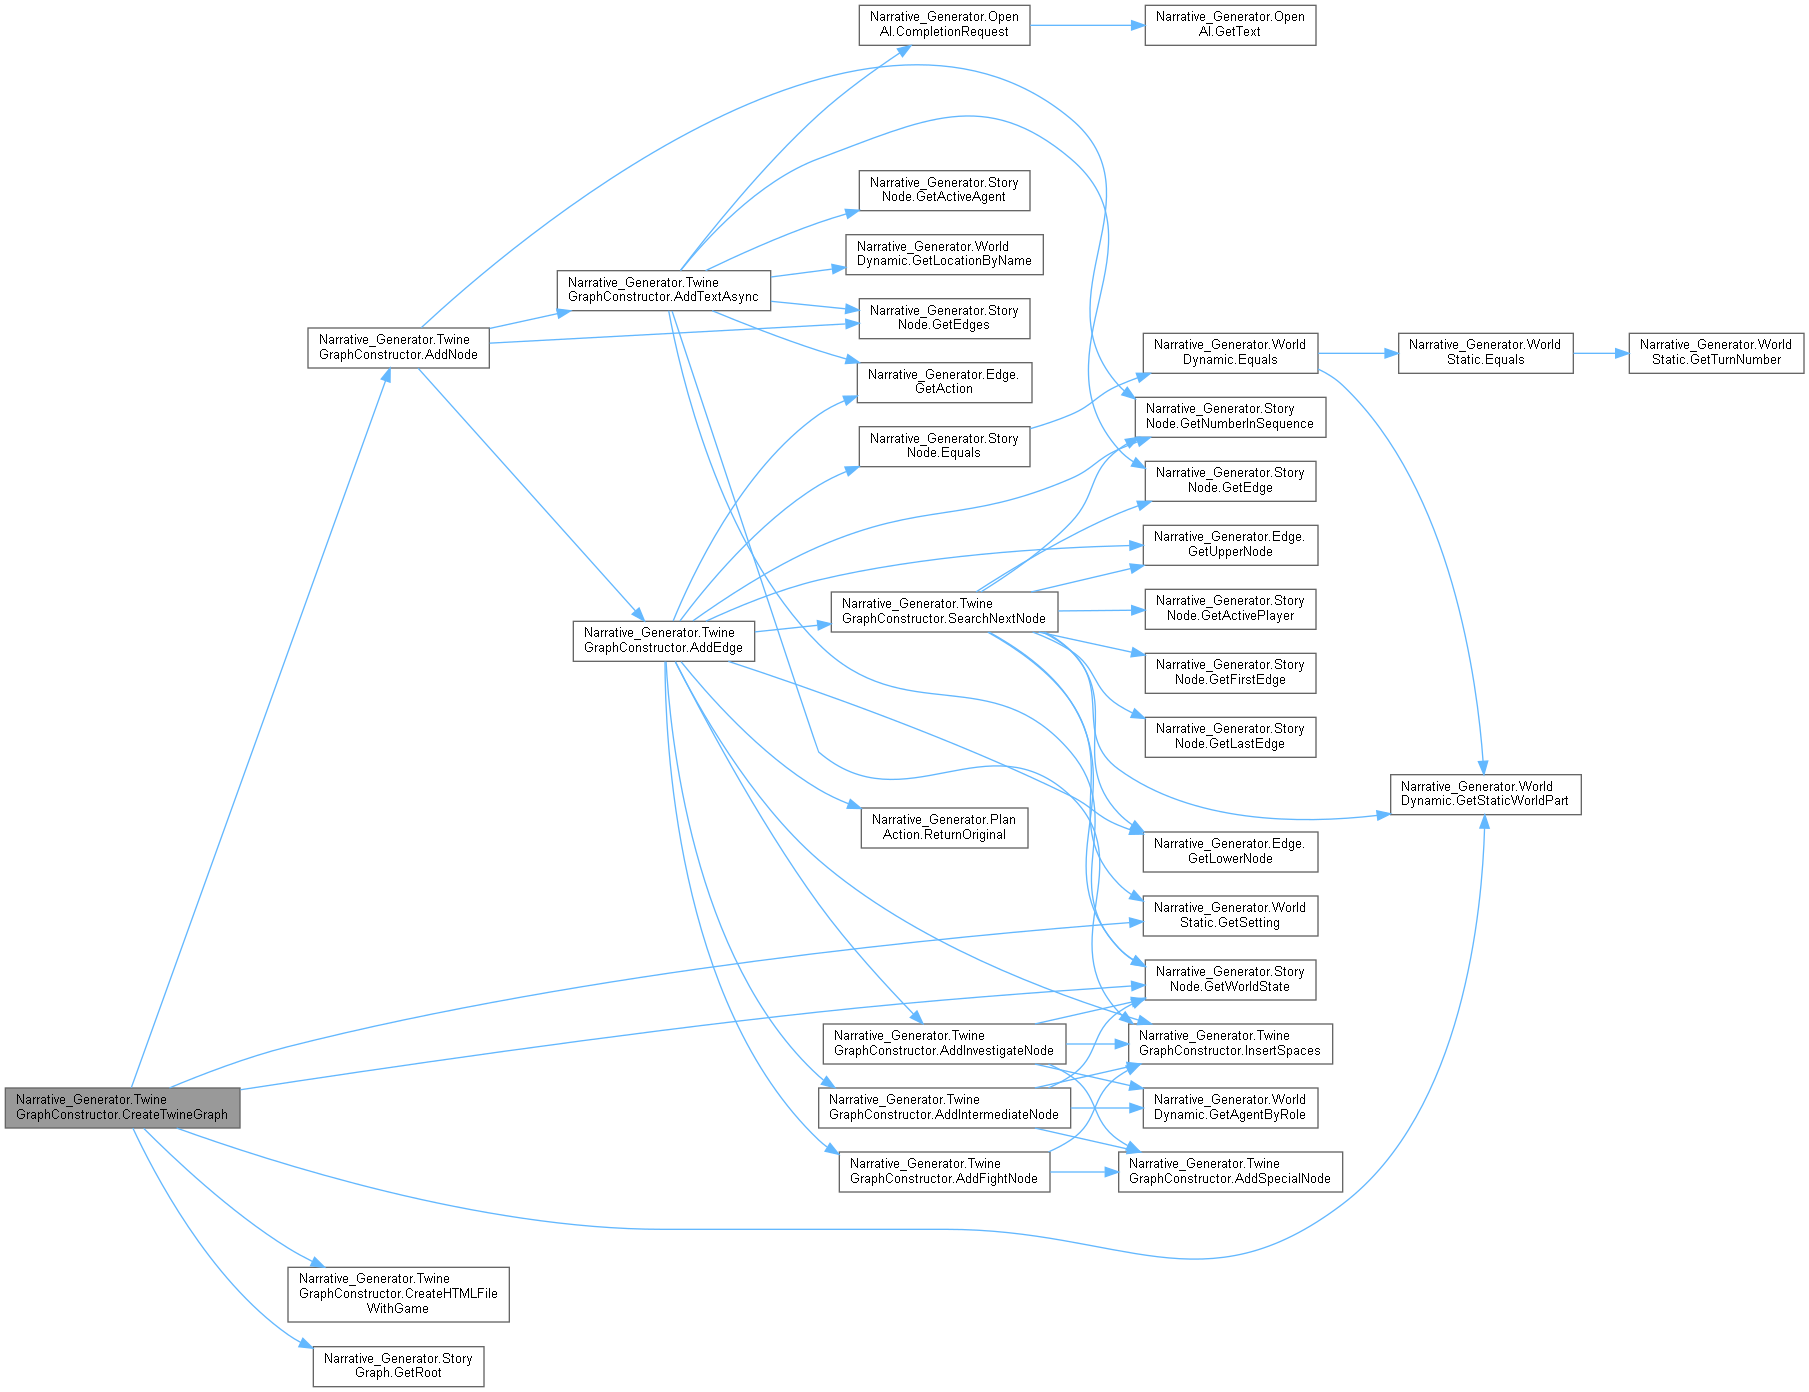 Narrative_Generator.Open
AI.CompletionRequest
Narrative_Generator.Open
AI.GetText
Narrative_Generator.Story
Node.GetActiveAgent
Narrative_Generator.World
Dynamic.GetLocationByName
Narrative_Generator.Twine
GraphConstructor.AddTextAsync
Narrative_Generator.Story
Node.GetEdges
Narrative_Generator.Twine
GraphConstructor.AddNode
Narrative_Generator.World
Dynamic.Equals
Narrative_Generator.World
Static.Equals
Narrative_Generator.World
Static.GetTurnNumber
Narrative_Generator.Edge.
GetAction
Narrative_Generator.Story
Node.GetNumberInSequence
Narrative_Generator.Story
Node.Equals
Narrative_Generator.Story
Node.GetEdge
Narrative_Generator.Edge.
GetUpperNode
Narrative_Generator.Twine
GraphConstructor.SearchNextNode
Narrative_Generator.Story
Node.GetActivePlayer
Narrative_Generator.Twine
GraphConstructor.AddEdge
Narrative_Generator.Story
Node.GetFirstEdge
Narrative_Generator.Story
Node.GetLastEdge
Narrative_Generator.World
Dynamic.GetStaticWorldPart
Narrative_Generator.Plan
Action.ReturnOriginal
Narrative_Generator.Edge.
GetLowerNode
Narrative_Generator.World
Static.GetSetting
Narrative_Generator.Story
Node.GetWorldState
Narrative_Generator.Twine
GraphConstructor.AddInvestigateNode
Narrative_Generator.Twine
GraphConstructor.InsertSpaces
Narrative_Generator.Twine
GraphConstructor.CreateTwineGraph
Narrative_Generator.Twine
GraphConstructor.AddIntermediateNode
Narrative_Generator.World
Dynamic.GetAgentByRole
Narrative_Generator.Twine
GraphConstructor.AddFightNode
Narrative_Generator.Twine
GraphConstructor.AddSpecialNode
Narrative_Generator.Twine
GraphConstructor.CreateHTMLFile
WithGame
Narrative_Generator.Story
Graph.GetRoot